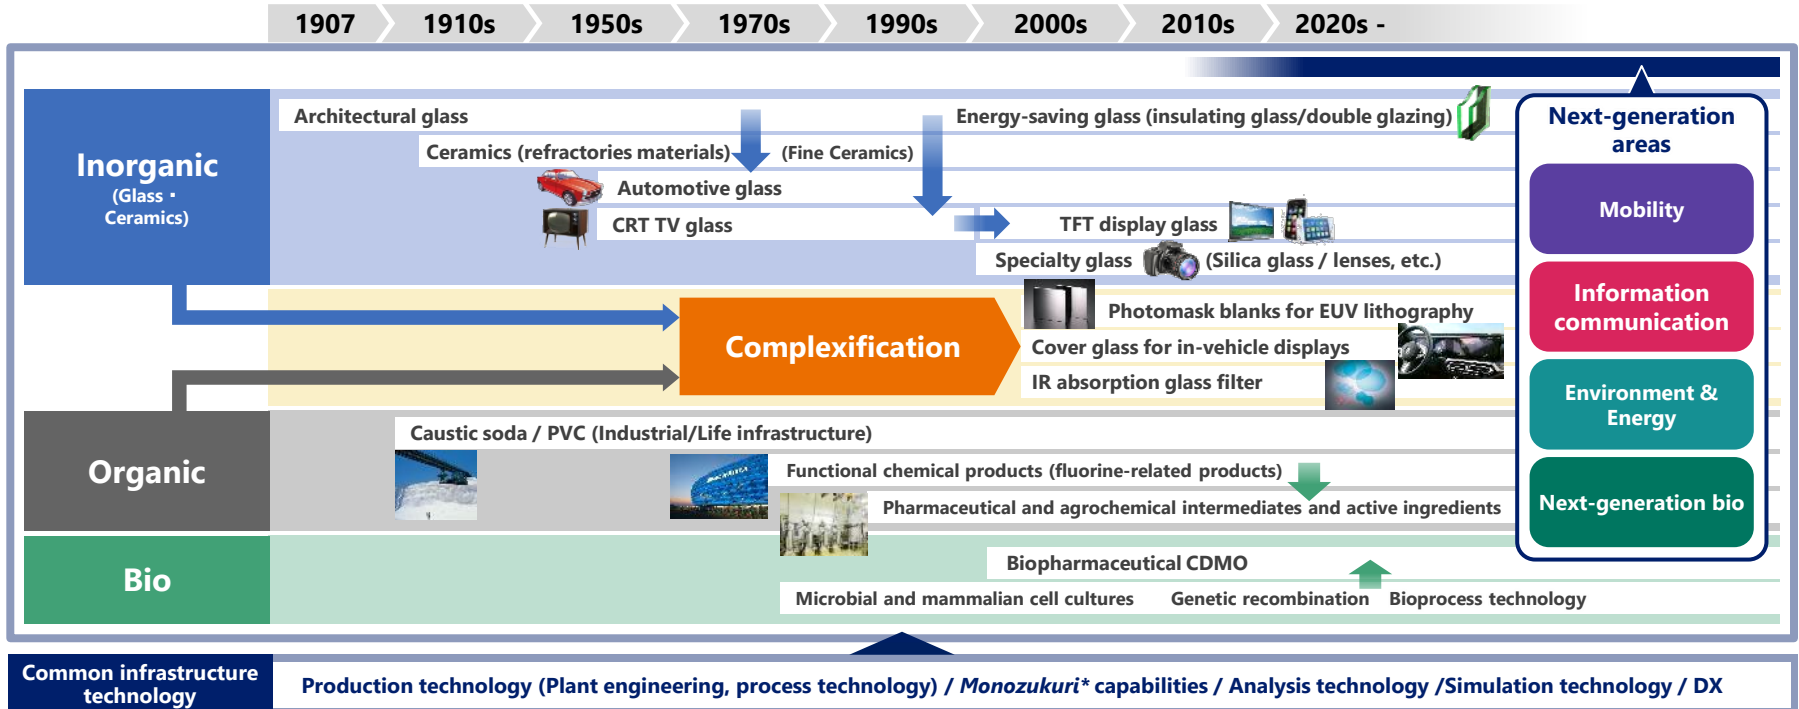 1907 1910s 1950s 1970s 1990s 2000s 2010s 2020s -
Inorganic
(Glass・
Ceramics)
Architectural glass
Energy-saving glass (insulating glass/double glazing)
Ceramics (refractories materials)
(Fine Ceramics)
Automotive glass
CRT TV glass
TFT display glass
Specialty glass
(Silica glass / lenses, etc.)
Complexification
Photomask blanks for EUV lithography
Cover glass for in-vehicle displays
IR absorption glass filter
Organic
Caustic soda / PVC (Industrial/Life infrastructure)
Functional chemical products (fluorine-related products)
Pharmaceutical and agrochemical intermediates and active ingredients
Bio
Biopharmaceutical CDMO
Microbial and mammalian cell cultures
Genetic recombination
Bioprocess technology
Next-generation
areas
Mobility
Information
communication
Environment &
Energy
Next-generation bio
Common infrastructure
technology
Production technology (Plant engineering, process technology) / Monozukuri* capabilities / Analysis technology /Simulation technology / DX